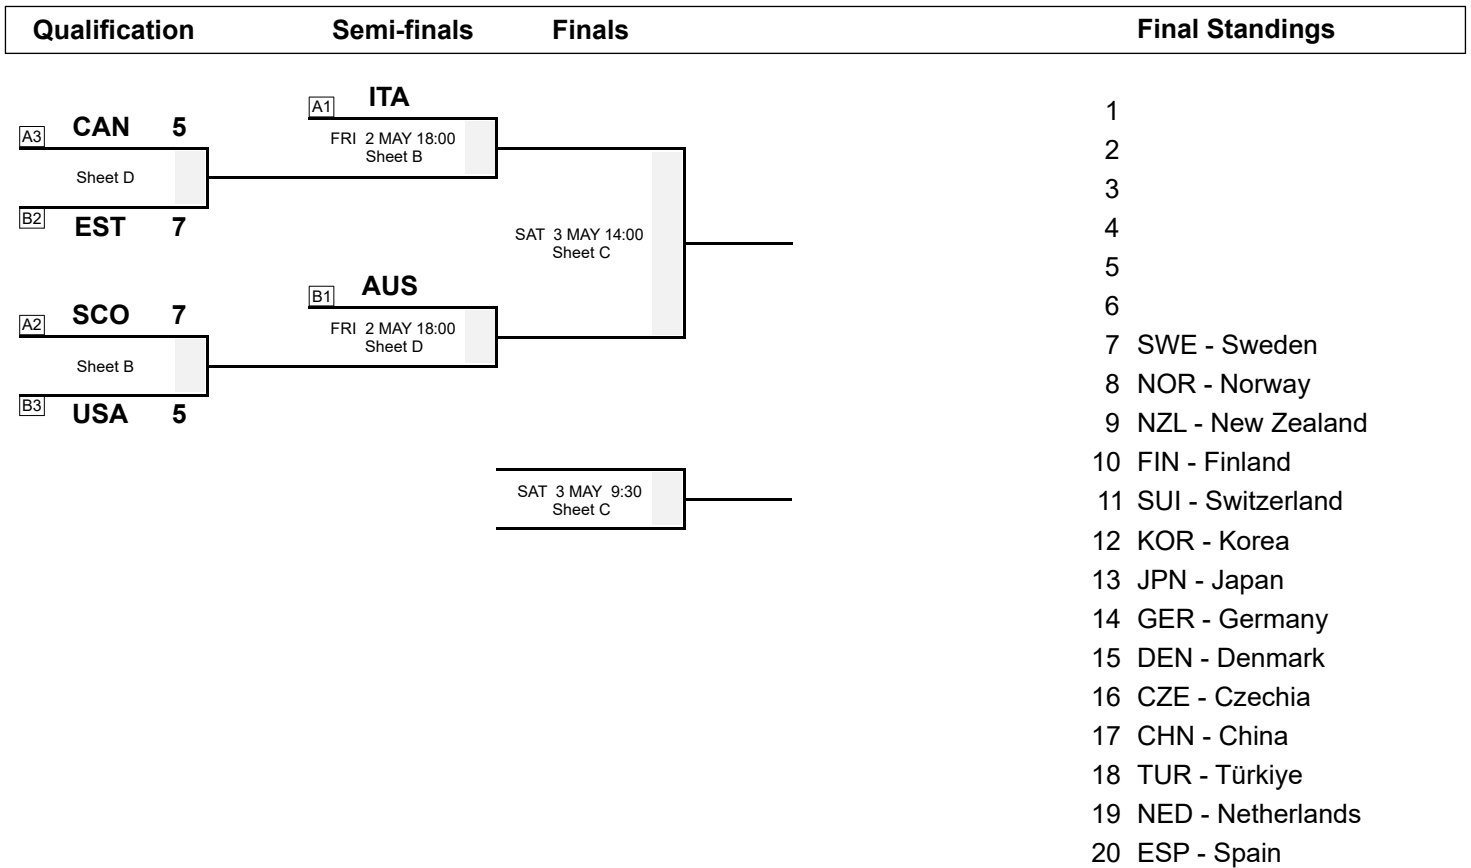 Qualification Semi-finals Finals Final Standings
A1 ITA
A3 CAN 5
FRI 2 MAY 18:00
Sheet B
Sheet D
B2 EST 7
SAT 3 MAY 14:00
Sheet C
B1 AUS
A2 SCO 7
FRI 2 MAY 18:00
Sheet D
Sheet B
B3 USA 5
SAT 3 MAY 9:30
Sheet C
1
2
3
4
5
6
7 SWE - Sweden
8 NOR - Norway
9 NZL - New Zealand
10 FIN - Finland
11 SUI - Switzerland
12 KOR - Korea
13 JPN - Japan
14 GER - Germany
15 DEN - Denmark
16 CZE - Czechia
17 CHN - China
18 TUR - Türkiye
19 NED - Netherlands
20 ESP - Spain